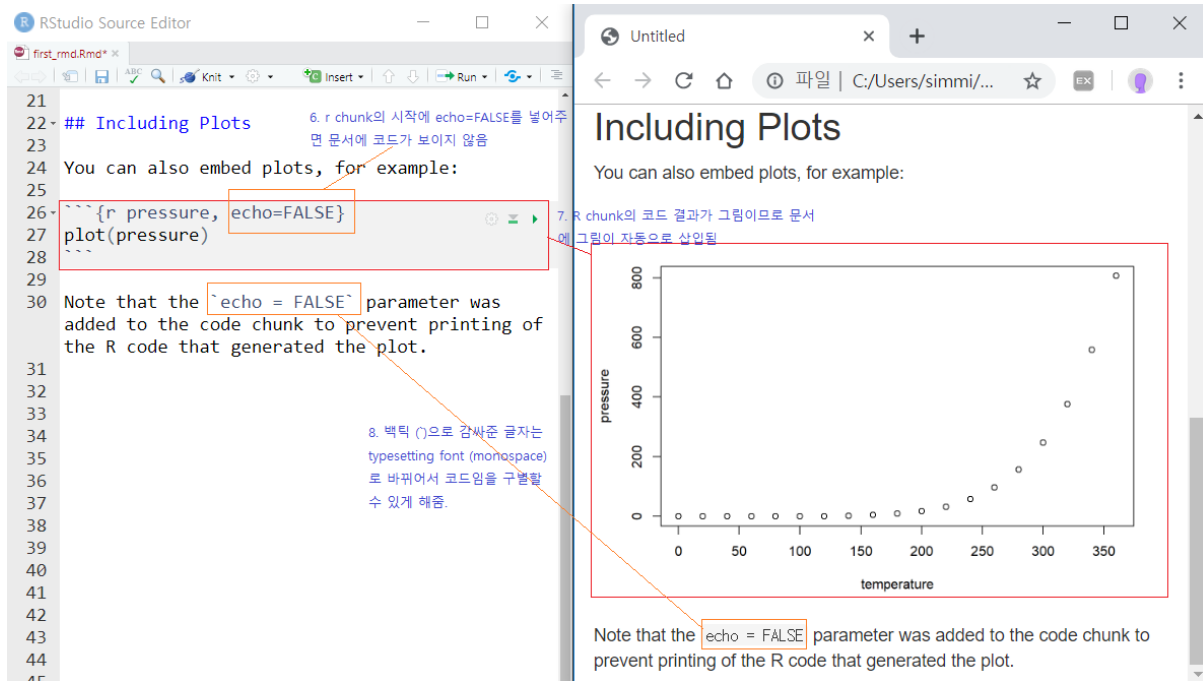 RStudio Source Editor
first_rmd.Rmd*
ABC
Knit
Insert
Run
21
22 ## Including Plots
23
24 You can also embed plots, for example:
25
26 ```{r pressure, echo=FALSE}
27 plot(pressure)
28 ```
29
30 Note that the `echo = FALSE` parameter was
added to the code chunk to prevent printing of
the R code that generated the plot.
31
32
33
34
35
36
37
38
39
40
41
42
43
44
45
6. r chunk의 시작에 echo=FALSE를 넣어주
면 문서에 코드가 보이지 않음
7. R chunk의 코드 결과가 그림이므로 문서
에 그림이 자동으로 삽입됨
8. 백틱 (`)으로 감싸준 글자는
typesetting font (monospace)
로 바뀌어서 코드임을 구별할
수 있게 해줌.
Untitled
파일 | C:/Users/simmi/...
EX
Including Plots
You can also embed plots, for example:
800
600
400
200
0
pressure
0 50 100 150 200 250 300 350
temperature
Note that the echo = FALSE parameter was added to the code chunk to
prevent printing of the R code that generated the plot.